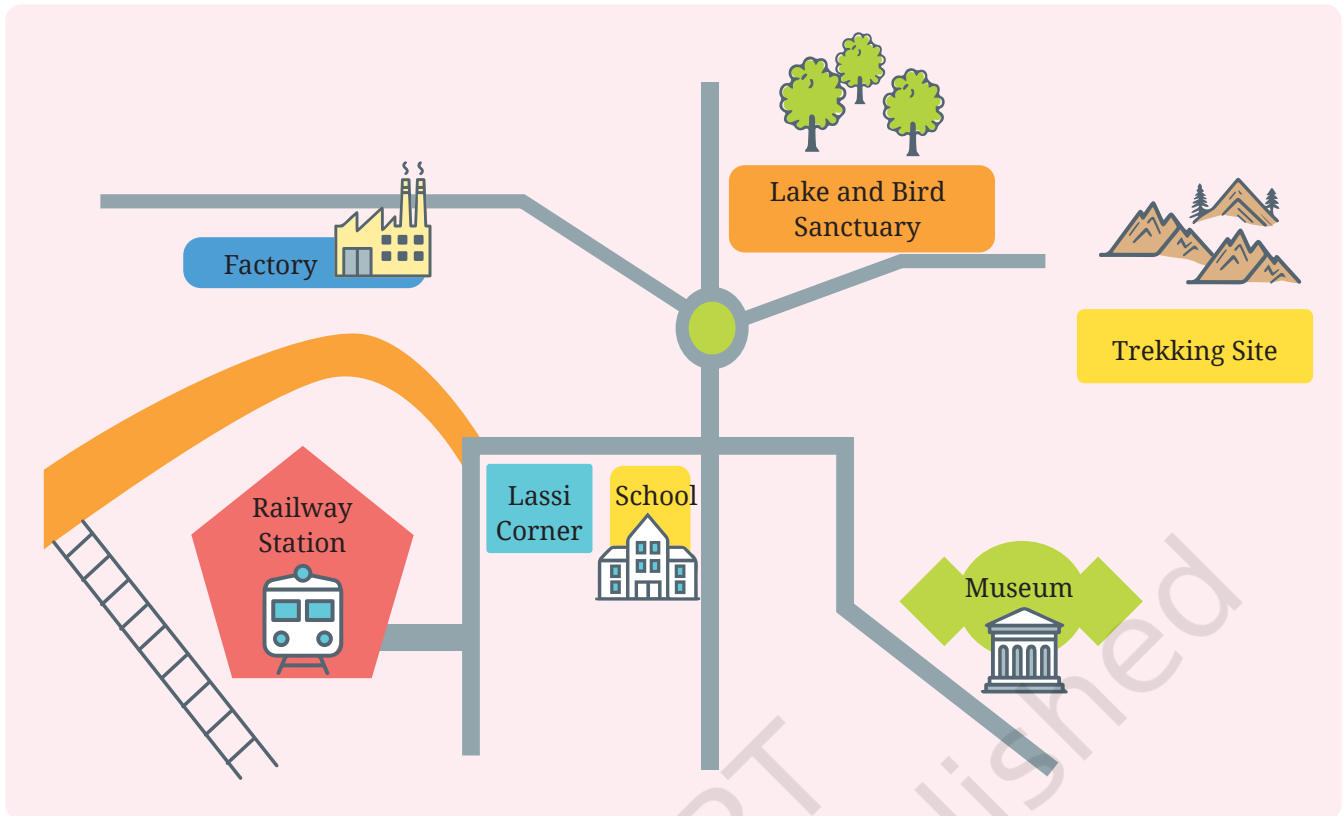 Lake and Bird
Sanctuary
Factory
Trekking Site
Railway
Station
Lassi
Corner
School
Museum